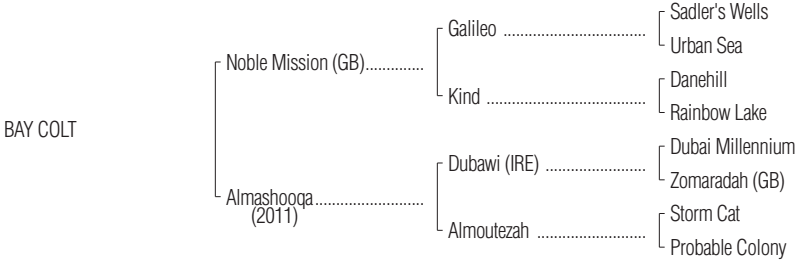 Sadler's Wells
Galileo ..............................
Urban Sea
Noble Mission (GB)..............
Danehill
Kind ..................................
Rainbow Lake
BAY COLT
Dubai Millennium
Dubawi (IRE) .....................
Zomaradah (GB)
Almashooqa.......................
(2011)
Storm Cat
Almoutezah .......................
Probable Colony